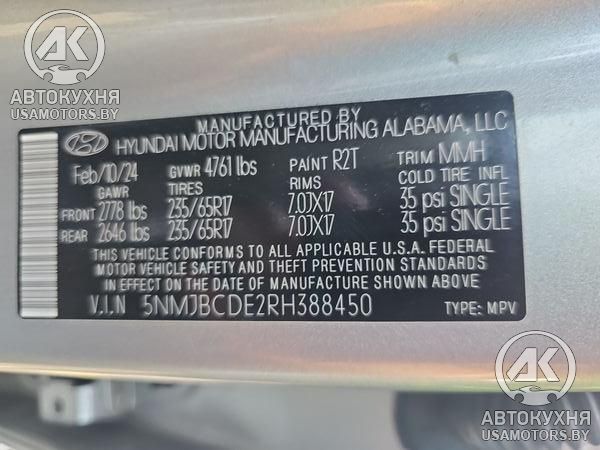 AK
АВТОКУХНЯ
USAMOTORS.BY
MANUFACTURED BY
HYUNDAI MOTOR MANUFACTURING ALABAMA, LLC
Feb/10/24 GVWR 4761 lbs PAINT R2T TRIM MMH
GAWR TIRES RIMS COLD TIRE INFL
FRONT 2778 lbs 235/65R17 7.0JX17 35 psi SINGLE
REAR 2646 lbs 235/65R17 7.0JX17 35 psi SINGLE
THIS VEHICLE CONFORMS TO ALL APPLICABLE U.S.A. FEDERAL
MOTOR VEHICLE SAFETY AND THEFT PREVENTION STANDARDS
IN EFFECT ON THE DATE OF MANUFACTURE SHOWN ABOVE
V.I.N 5NMJBCDE2RH388450 TYPE: MPV
AK
АВТОКУХНЯ
USAMOTORS.BY